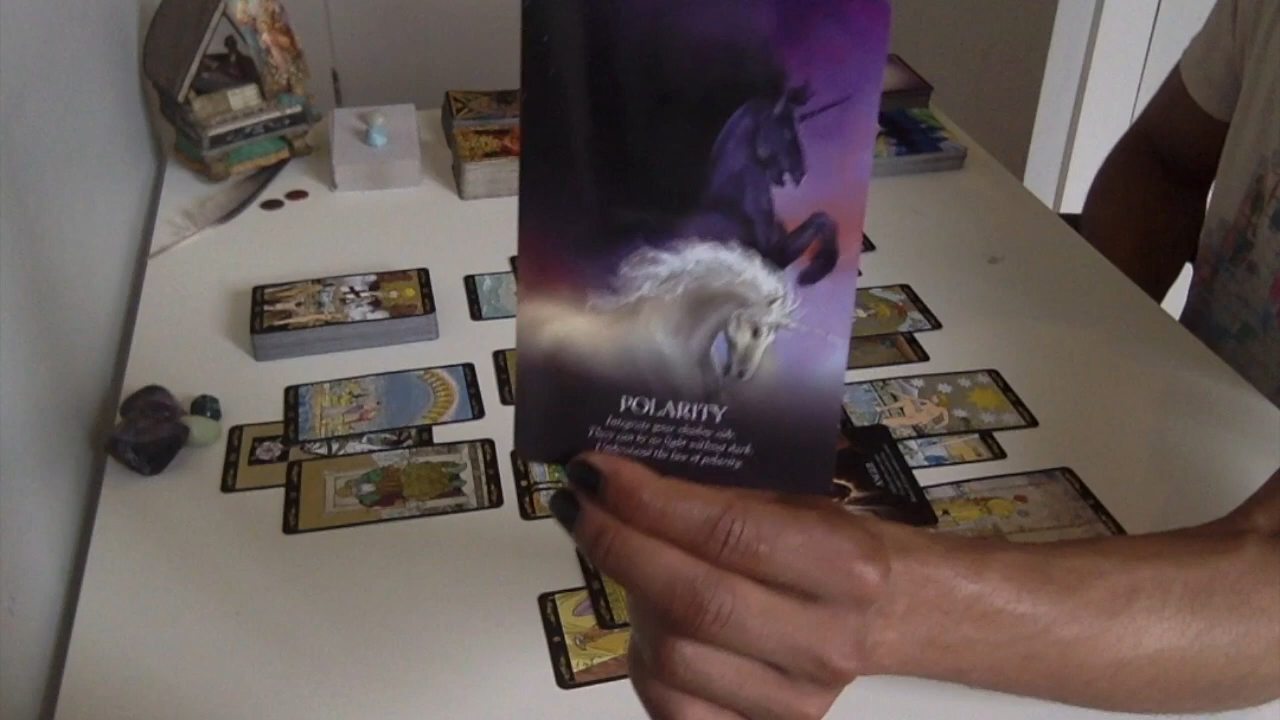 POLARITY
Integrate your shadow side.
There can be no light without dark.
Understand the law of polarity.